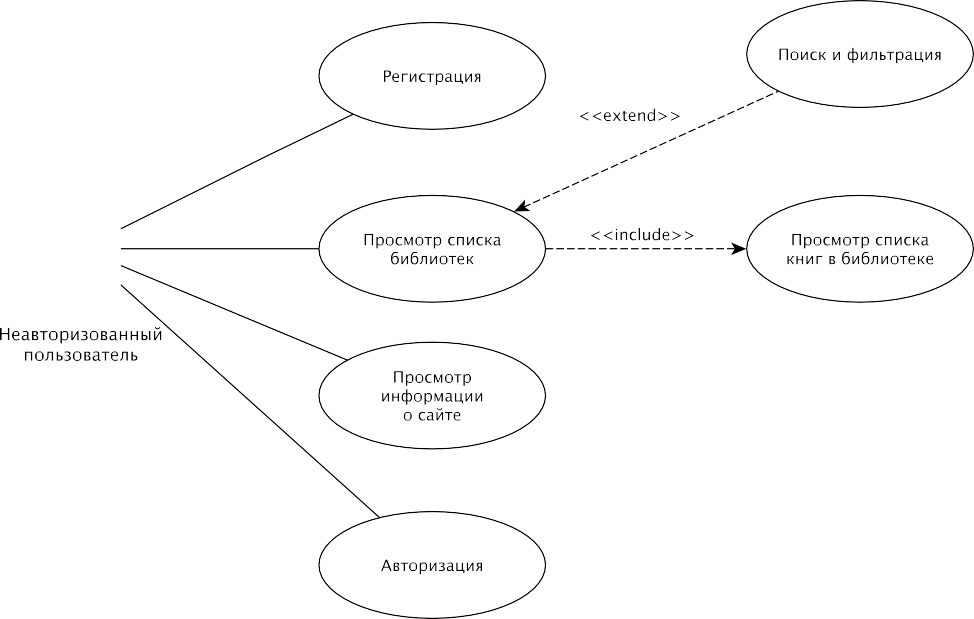 Регистрация
Поиск и фильтрация
<<extend>>
Просмотр списка
библиотек
<<include>>
Просмотр списка
книг в библиотеке
Неавторизованный
пользователь
Просмотр
информации
о сайте
Авторизация